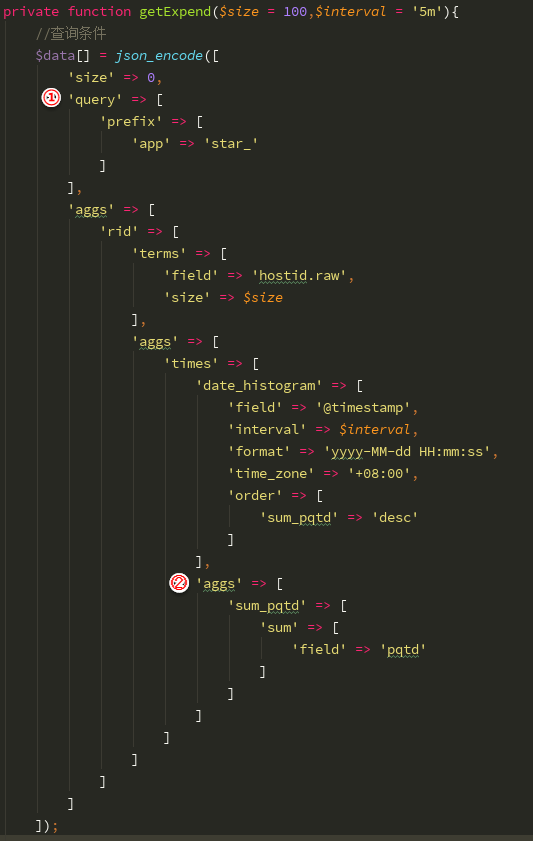 private function getExpend($size = 100,$interval = '5m'){
//查询条件
$data[] = json_encode([
'size' => 0,
① 'query' => [
'prefix' => [
'app' => 'star_'
]
],
'aggs' => [
'rid' => [
'terms' => [
'field' => 'hostid.raw',
'size' => $size
],
'aggs' => [
'times' => [
'date_histogram' => [
'field' => '@timestamp',
'interval' => $interval,
'format' => 'yyyy-MM-dd HH:mm:ss',
'time_zone' => '+08:00',
'order' => [
'sum_pqtd' => 'desc'
]
],
② 'aggs' => [
'sum_pqtd' => [
'sum' => [
'field' => 'pqtd'
]
]
]
]
]
]
]
]);